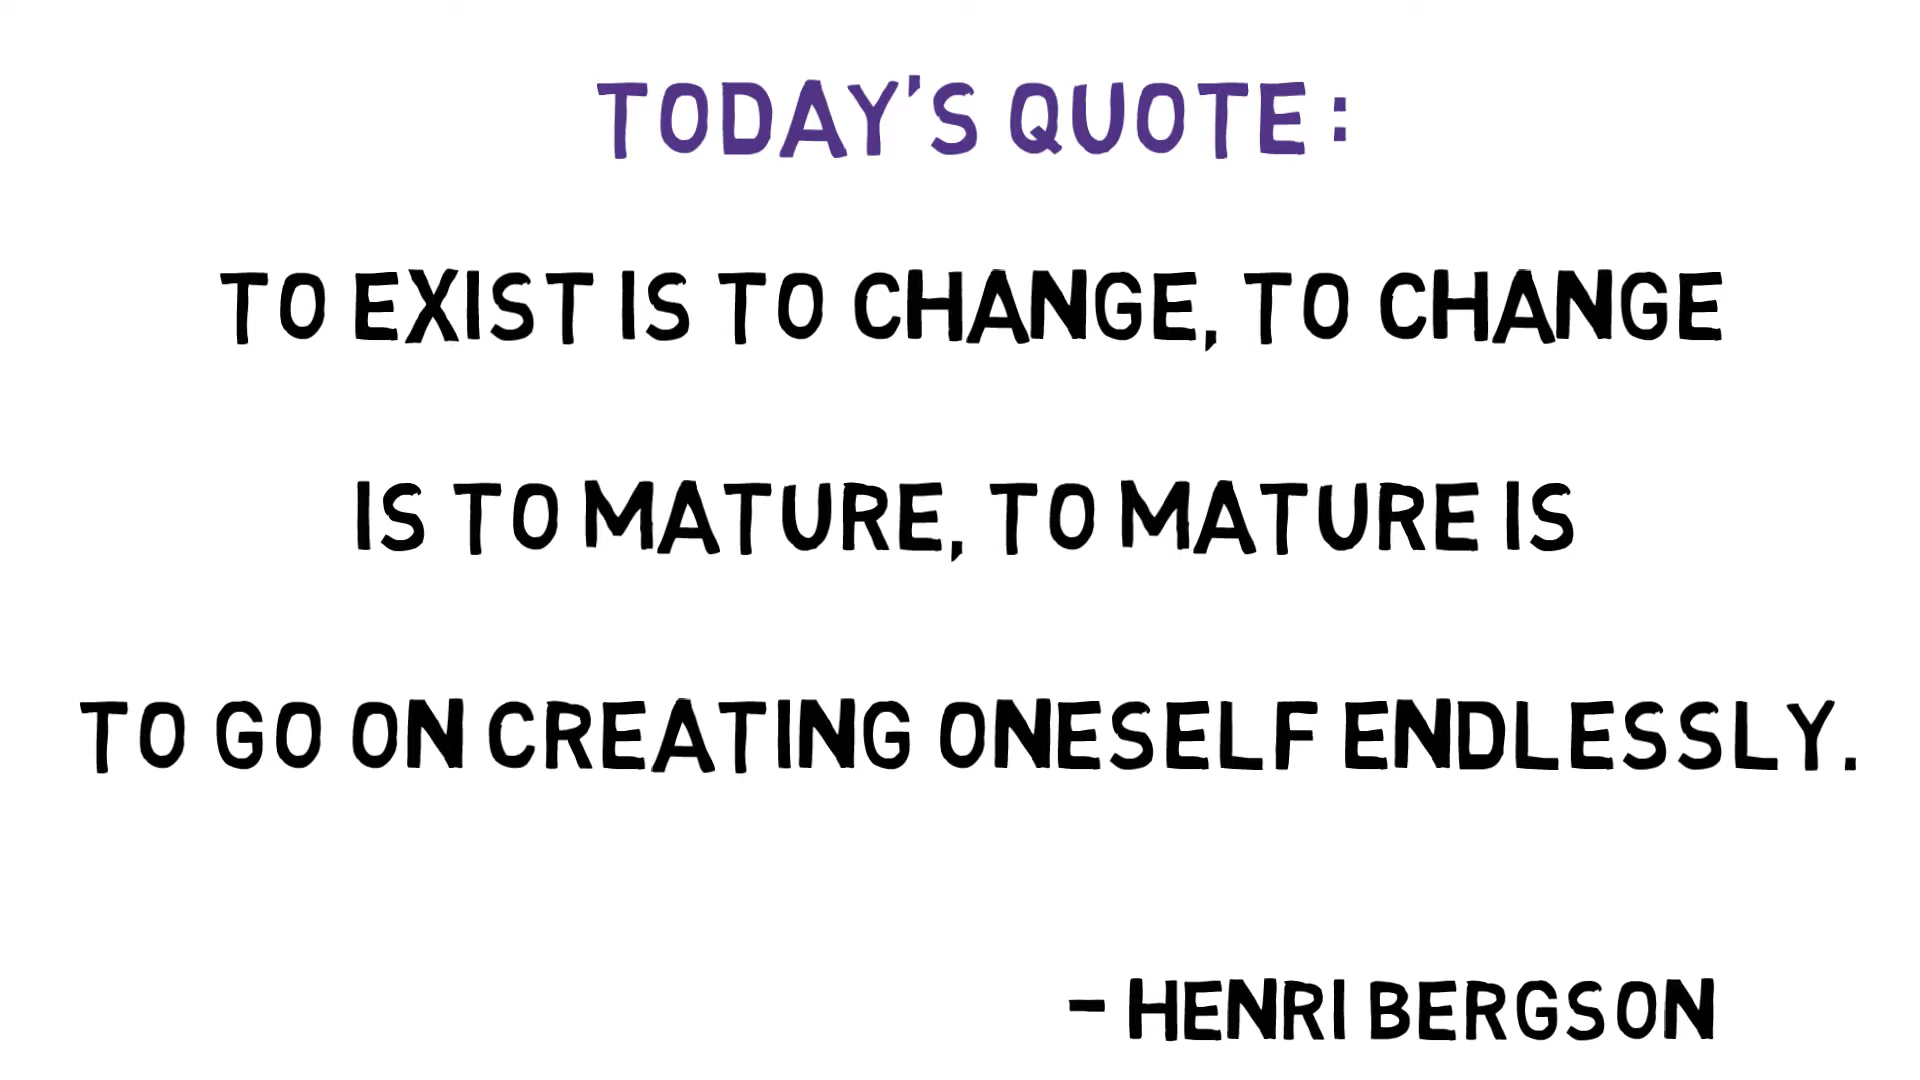 TODAY'S QUOTE :
TO EXIST IS TO CHANGE, TO CHANGE
IS TO MATURE, TO MATURE IS
TO GO ON CREATING ONESELF ENDLESSLY.
- HENRI BERGSON